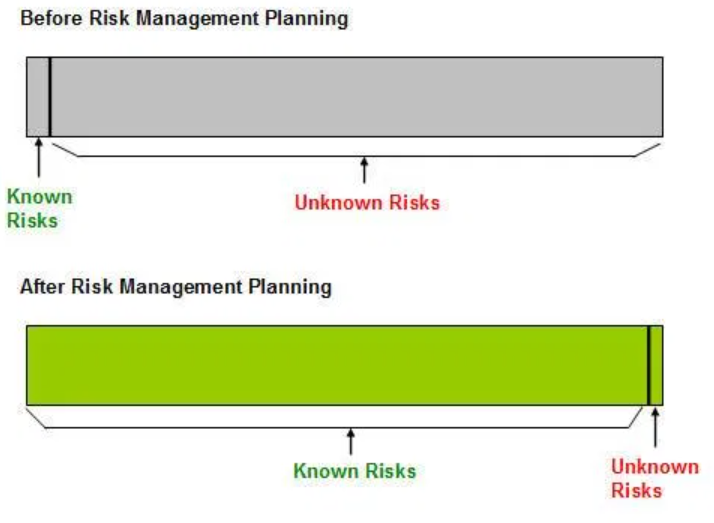 Before Risk Management Planning
Known
Risks
Unknown Risks
After Risk Management Planning
Known Risks
Unknown
Risks